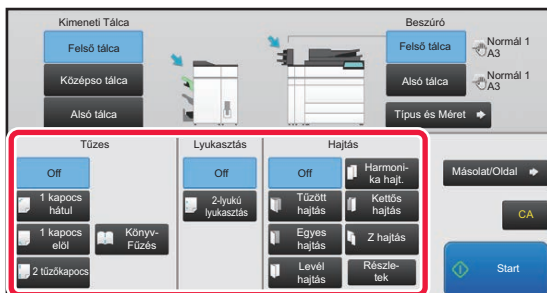 Kimeneti Tálca
Beszúró
Felső tálca
Középso tálca
Alsó tálca
Felső tálca
Normál 1
A3
Alsó tálca
Normál 1
A3
Típus és Méret
Tűzes
Off
1 kapocs
hátul
1 kapocs
elöl
2 tűzőkapocs
Könyv-
Fűzés
Lyukasztás
Off
2-lyukú
lyukasztás
Hajtás
Off
Tűzött
hajtás
Egyes
hajtás
Levél
hajtás
Harmoni-
ka hajt.
Kettős
hajtás
Z hajtás
Részle-
tek
Másolat/Oldal
CA
Start